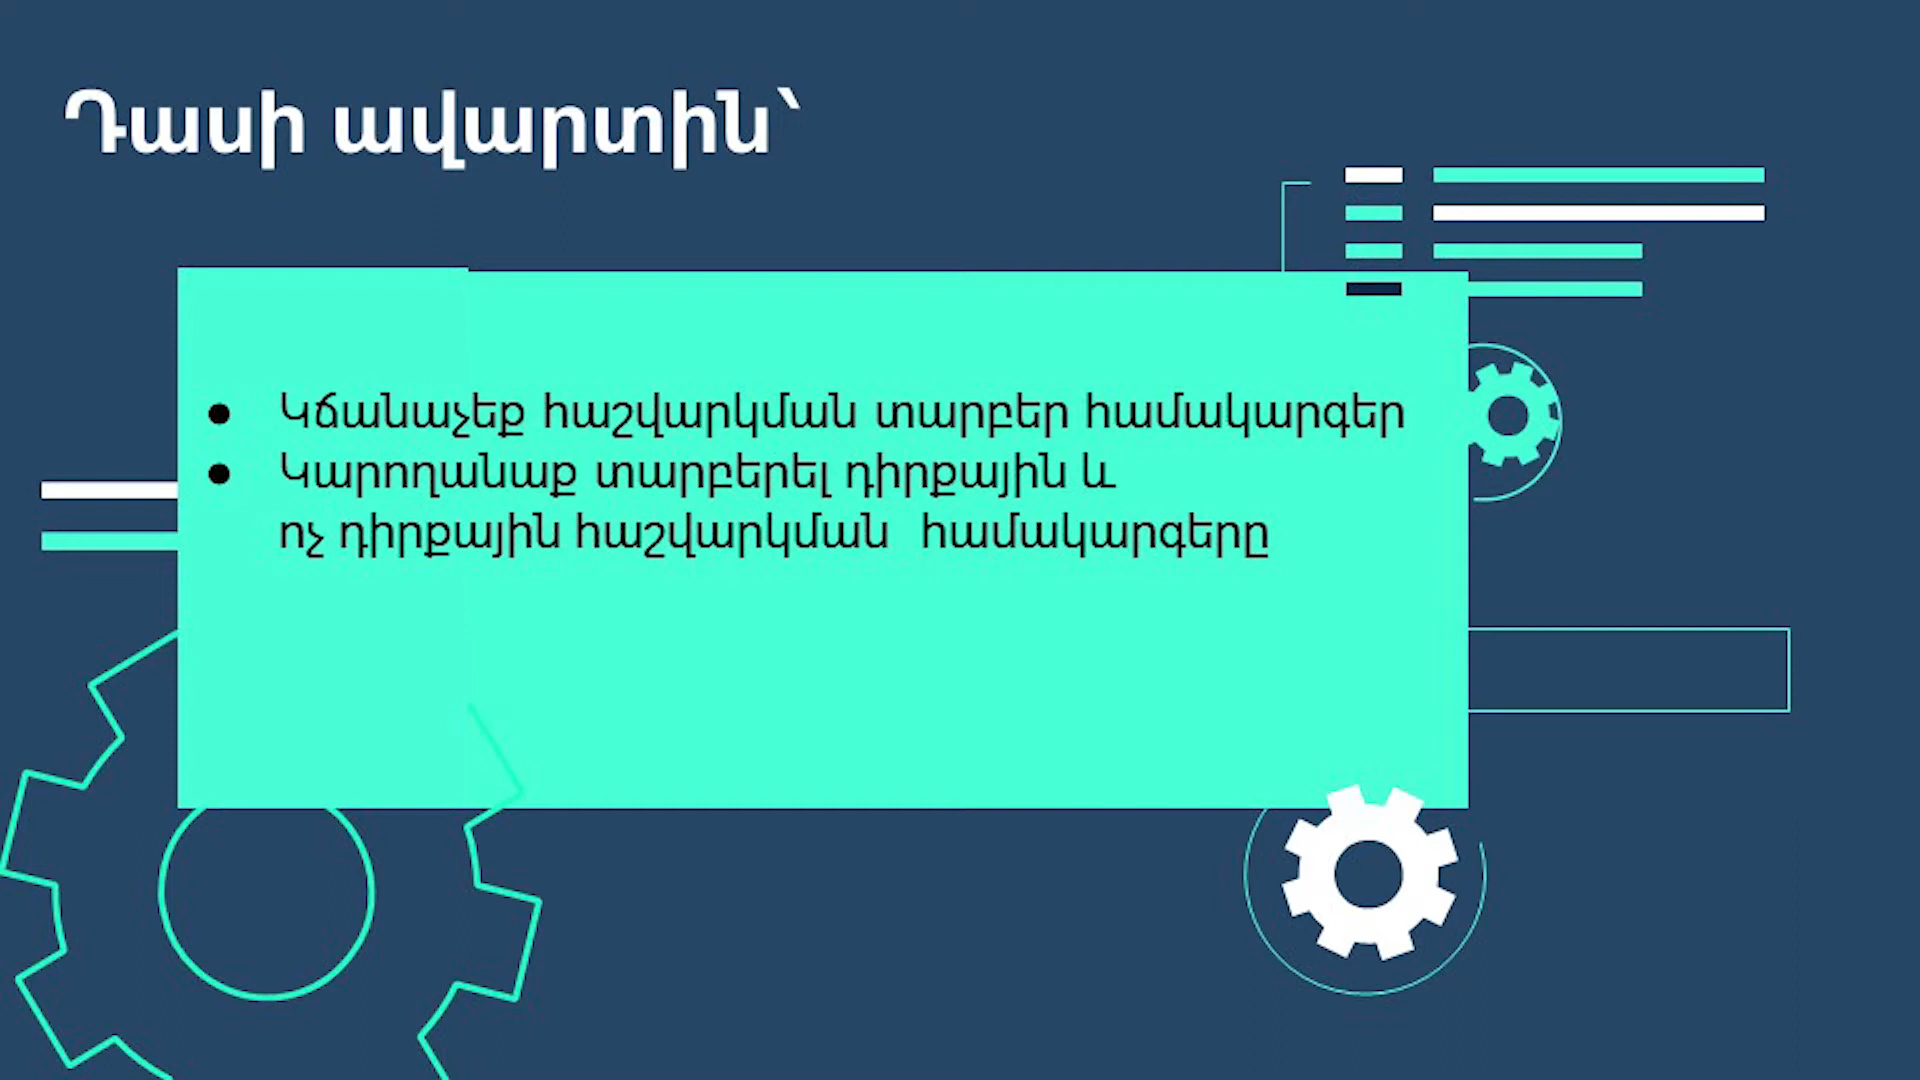 Դասի ավարտին՝
● Կճանաչեք հաշվարկման տարբեր համակարգեր
● Կարողանաք տարբերել դիրքային և
ոչ դիրքային հաշվարկման համակարգերը